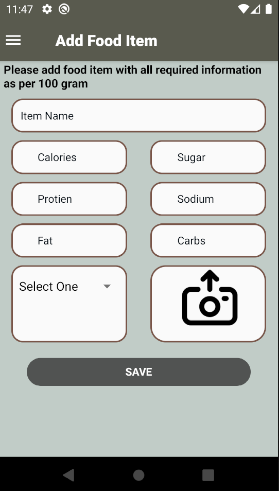 11:47
Add Food Item
Please add food item with all required information
as per 100 gram
Item Name
Calories
Sugar
Protien
Sodium
Fat
Carbs
Select One
SAVE